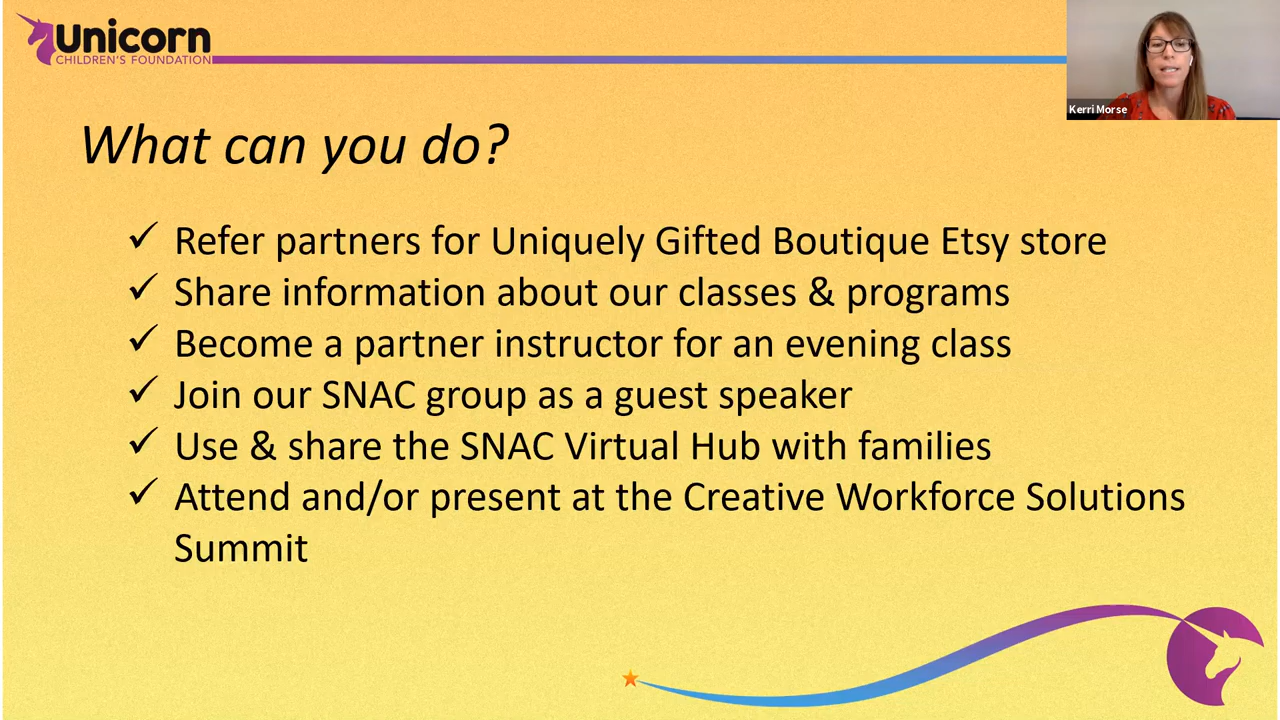 Unicorn
CHILDREN'S FOUNDATION
Kerri Morse
What can you do?
✓ Refer partners for Uniquely Gifted Boutique Etsy store
✓ Share information about our classes & programs
✓ Become a partner instructor for an evening class
✓ Join our SNAC group as a guest speaker
✓ Use & share the SNAC Virtual Hub with families
✓ Attend and/or present at the Creative Workforce Solutions
Summit